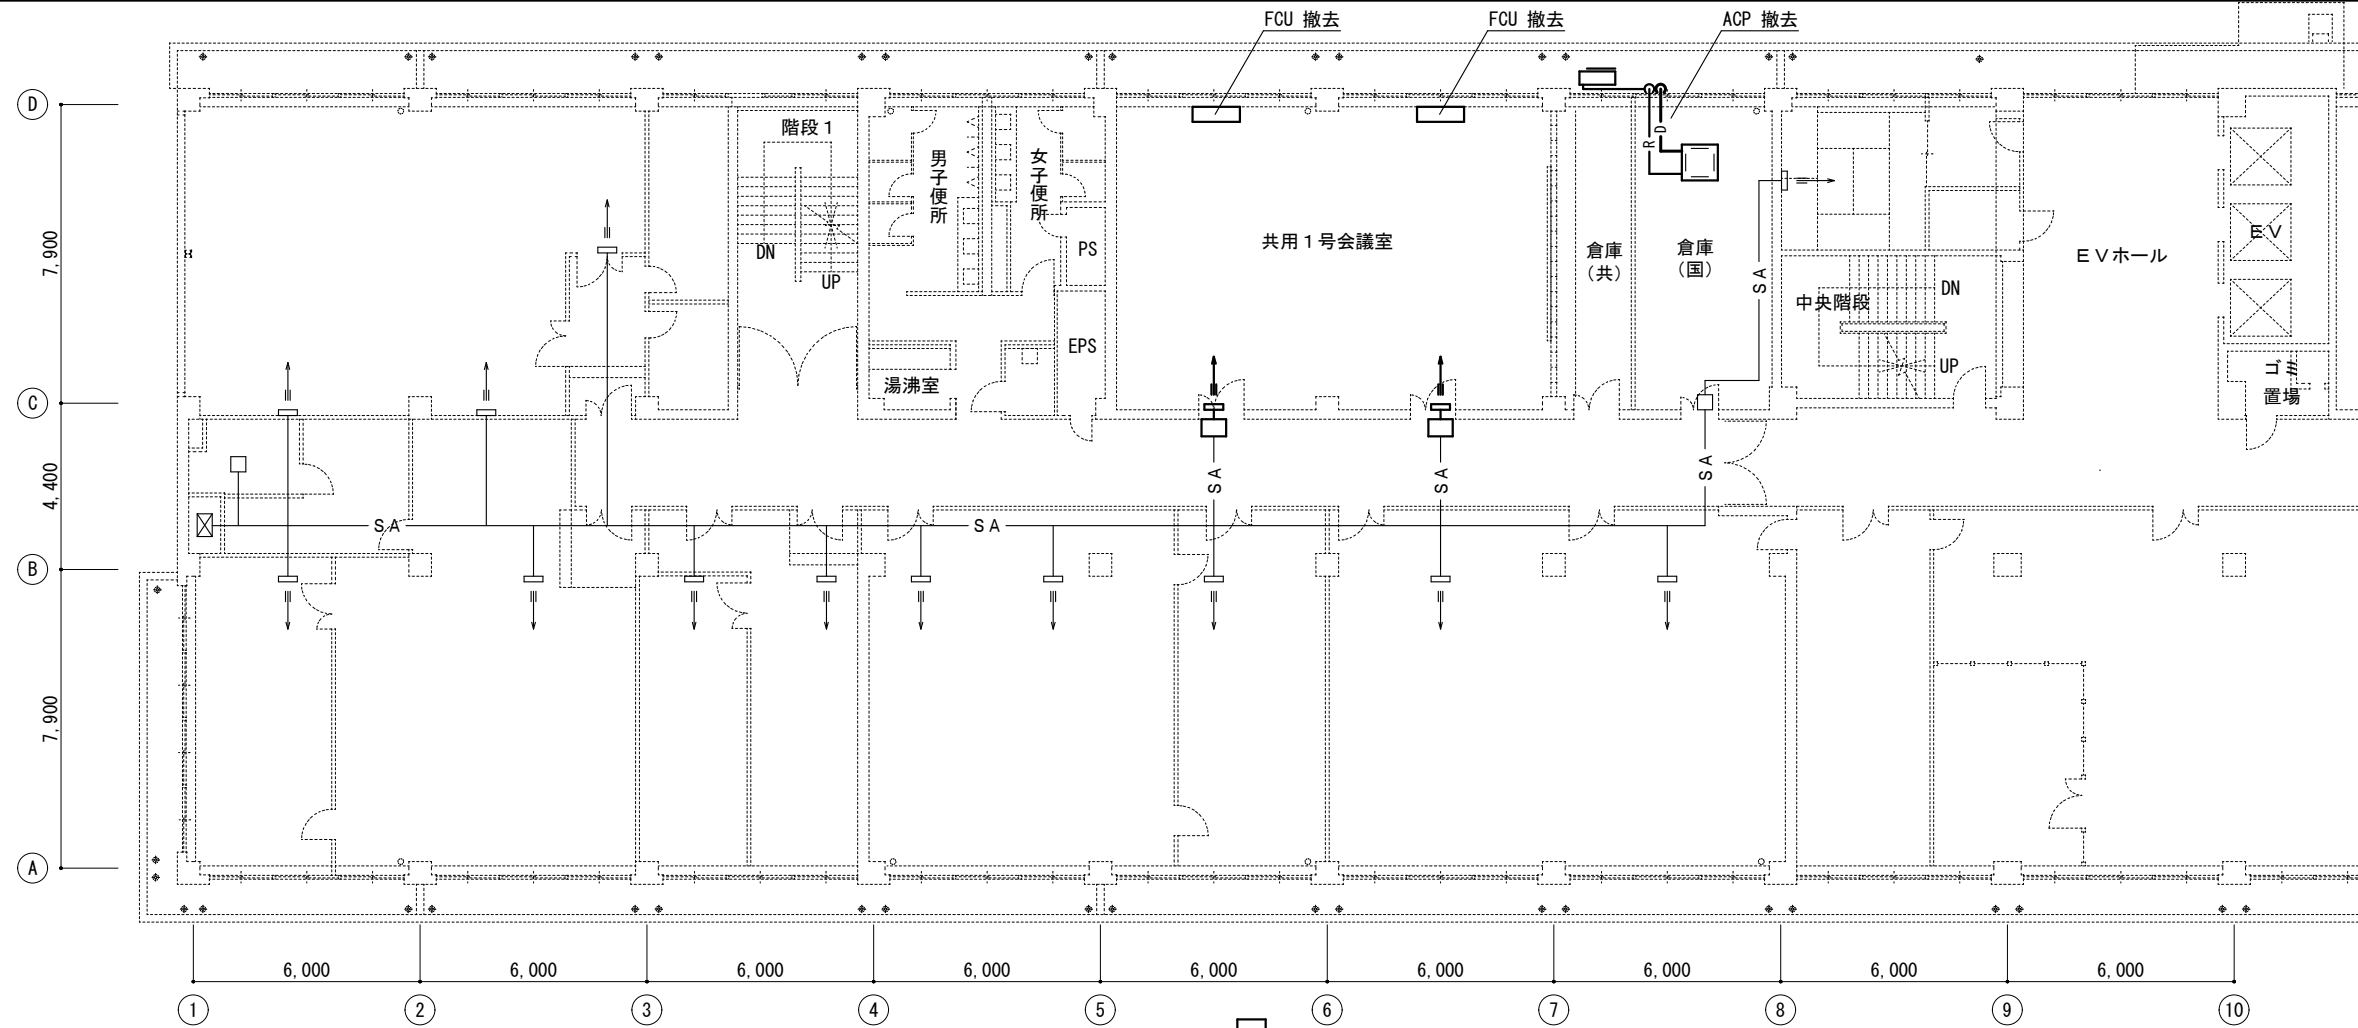 FCU 撤去
FCU 撤去
ACP 撤去
D
階段１
男子便所
女子便所
R
D
7,900
DN
UP
PS
共用１号会議室
倉庫
（共）
倉庫
（国）
ＳＡ
ＥＶホール
ＥＶ
中央階段
DN
UP
EPS
湯沸室
ゴミ
置場
C
4,400
ＳＡ
ＳＡ
ＳＡ
ＳＡ
ＳＡ
B
7,900
A
6,000
6,000
6,000
6,000
6,000
6,000
6,000
6,000
6,000
1
2
3
4
5
6
7
8
9
10